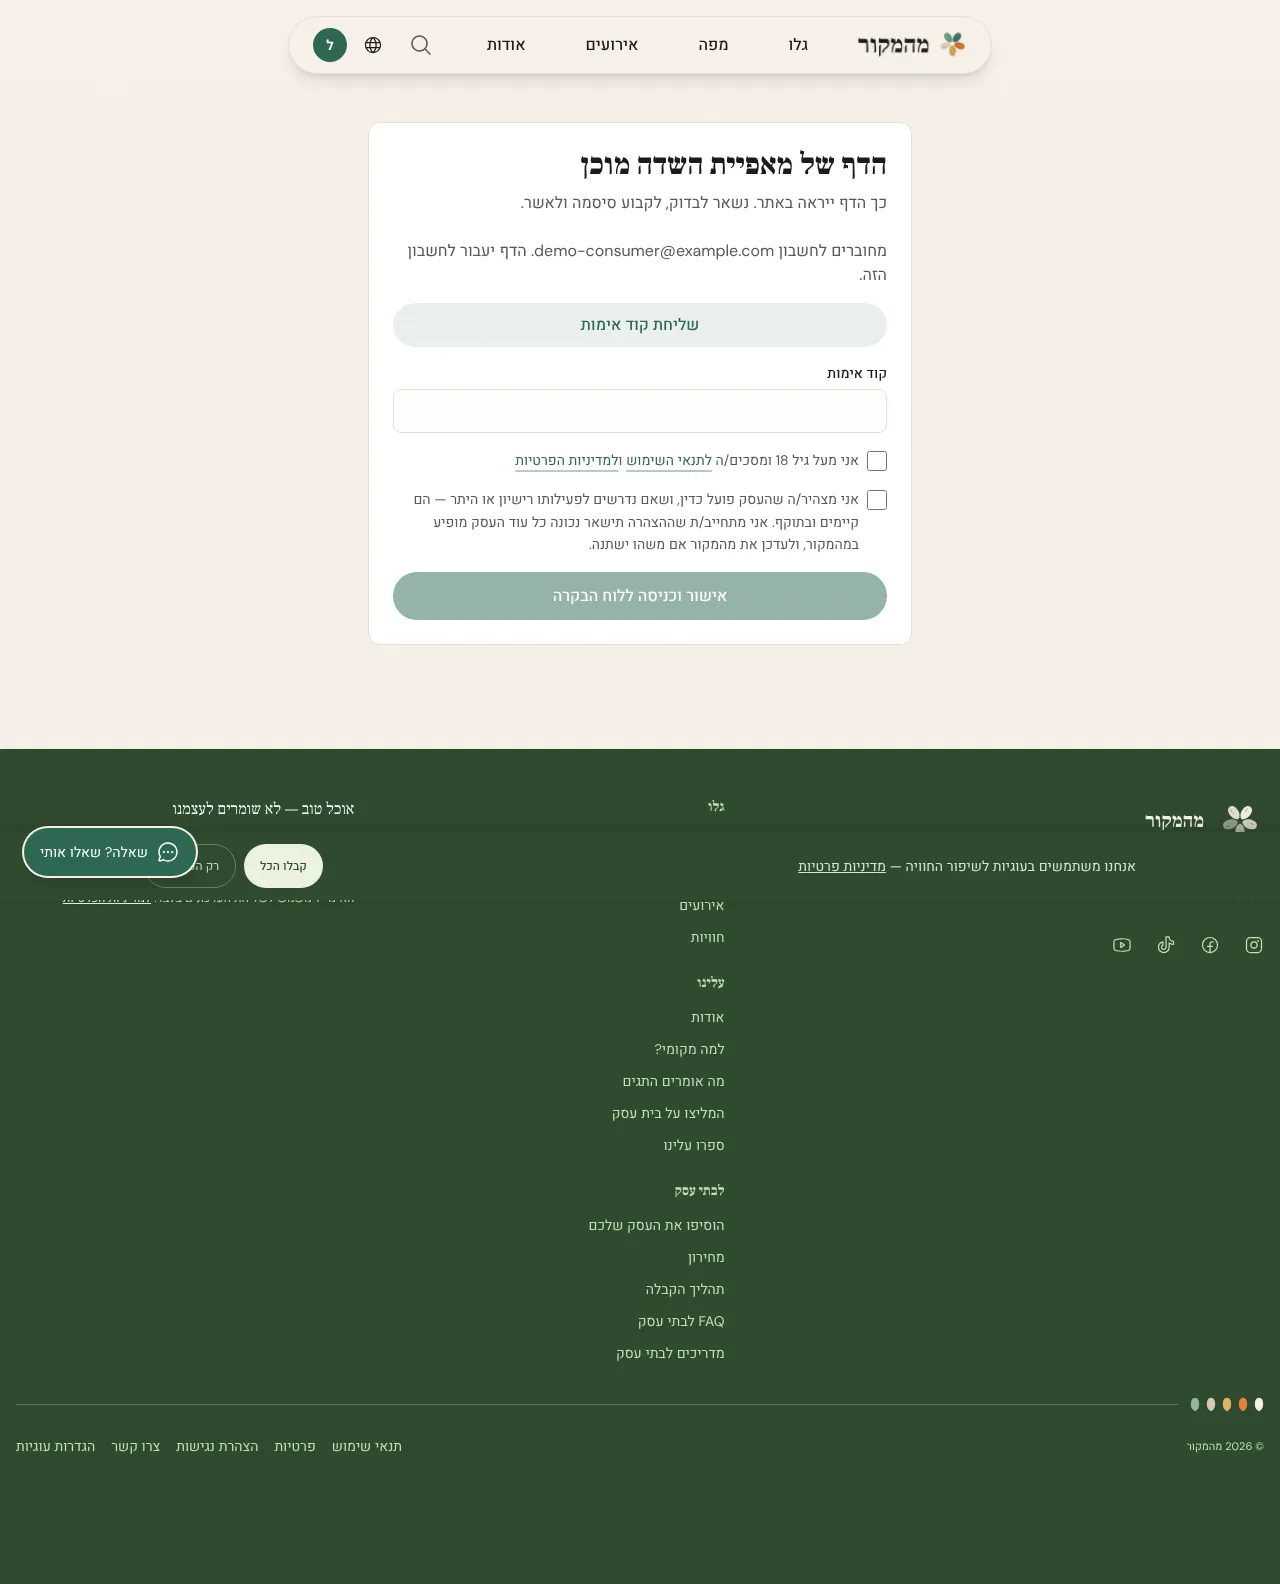 מהמקור
גלו
מפה
אירועים
אודות
ל
הדף של מאפיית השדה מוכן
כך הדף ייראה באתר. נשאר לבדוק, לקבוע סיסמה ולאשר.
מחוברים לחשבון demo-consumer@example.com. הדף יעבור לחשבון
הזה.
שליחת קוד אימות
קוד אימות
אני מעל גיל 18 ומסכים/ה לתנאי השימוש ולמדיניות הפרטיות
אני מצהיר/ה שהעסק פועל כדין, ושאם נדרשים לפעילותו רישיון או היתר — הם
קיימים ובתוקף. אני מתחייב/ת שההצהרה תישאר נכונה כל עוד העסק מופיע
במהמקור, ולעדכן את מהמקור אם משהו ישתנה.
אישור וכניסה ללוח הבקרה
מהמקור
גלו
אוכל טוב — לא שומרים לעצמנו
אנחנו משתמשים בעוגיות לשיפור החוויה — מדיניות פרטיות
קבלו הכל
רק
שאלה? שאלו אותי
אירועים
חוויות
עלינו
אודות
למה מקומי?
מה אומרים התגים
המליצו על בית עסק
ספרו עלינו
לבתי עסק
הוסיפו את העסק שלכם
מחירון
תהליך הקבלה
FAQ לבתי עסק
מדריכים לבתי עסק
© 2026 מהמקור
תנאי שימוש
פרטיות
הצהרת נגישות
צרו קשר
הגדרות עוגיות